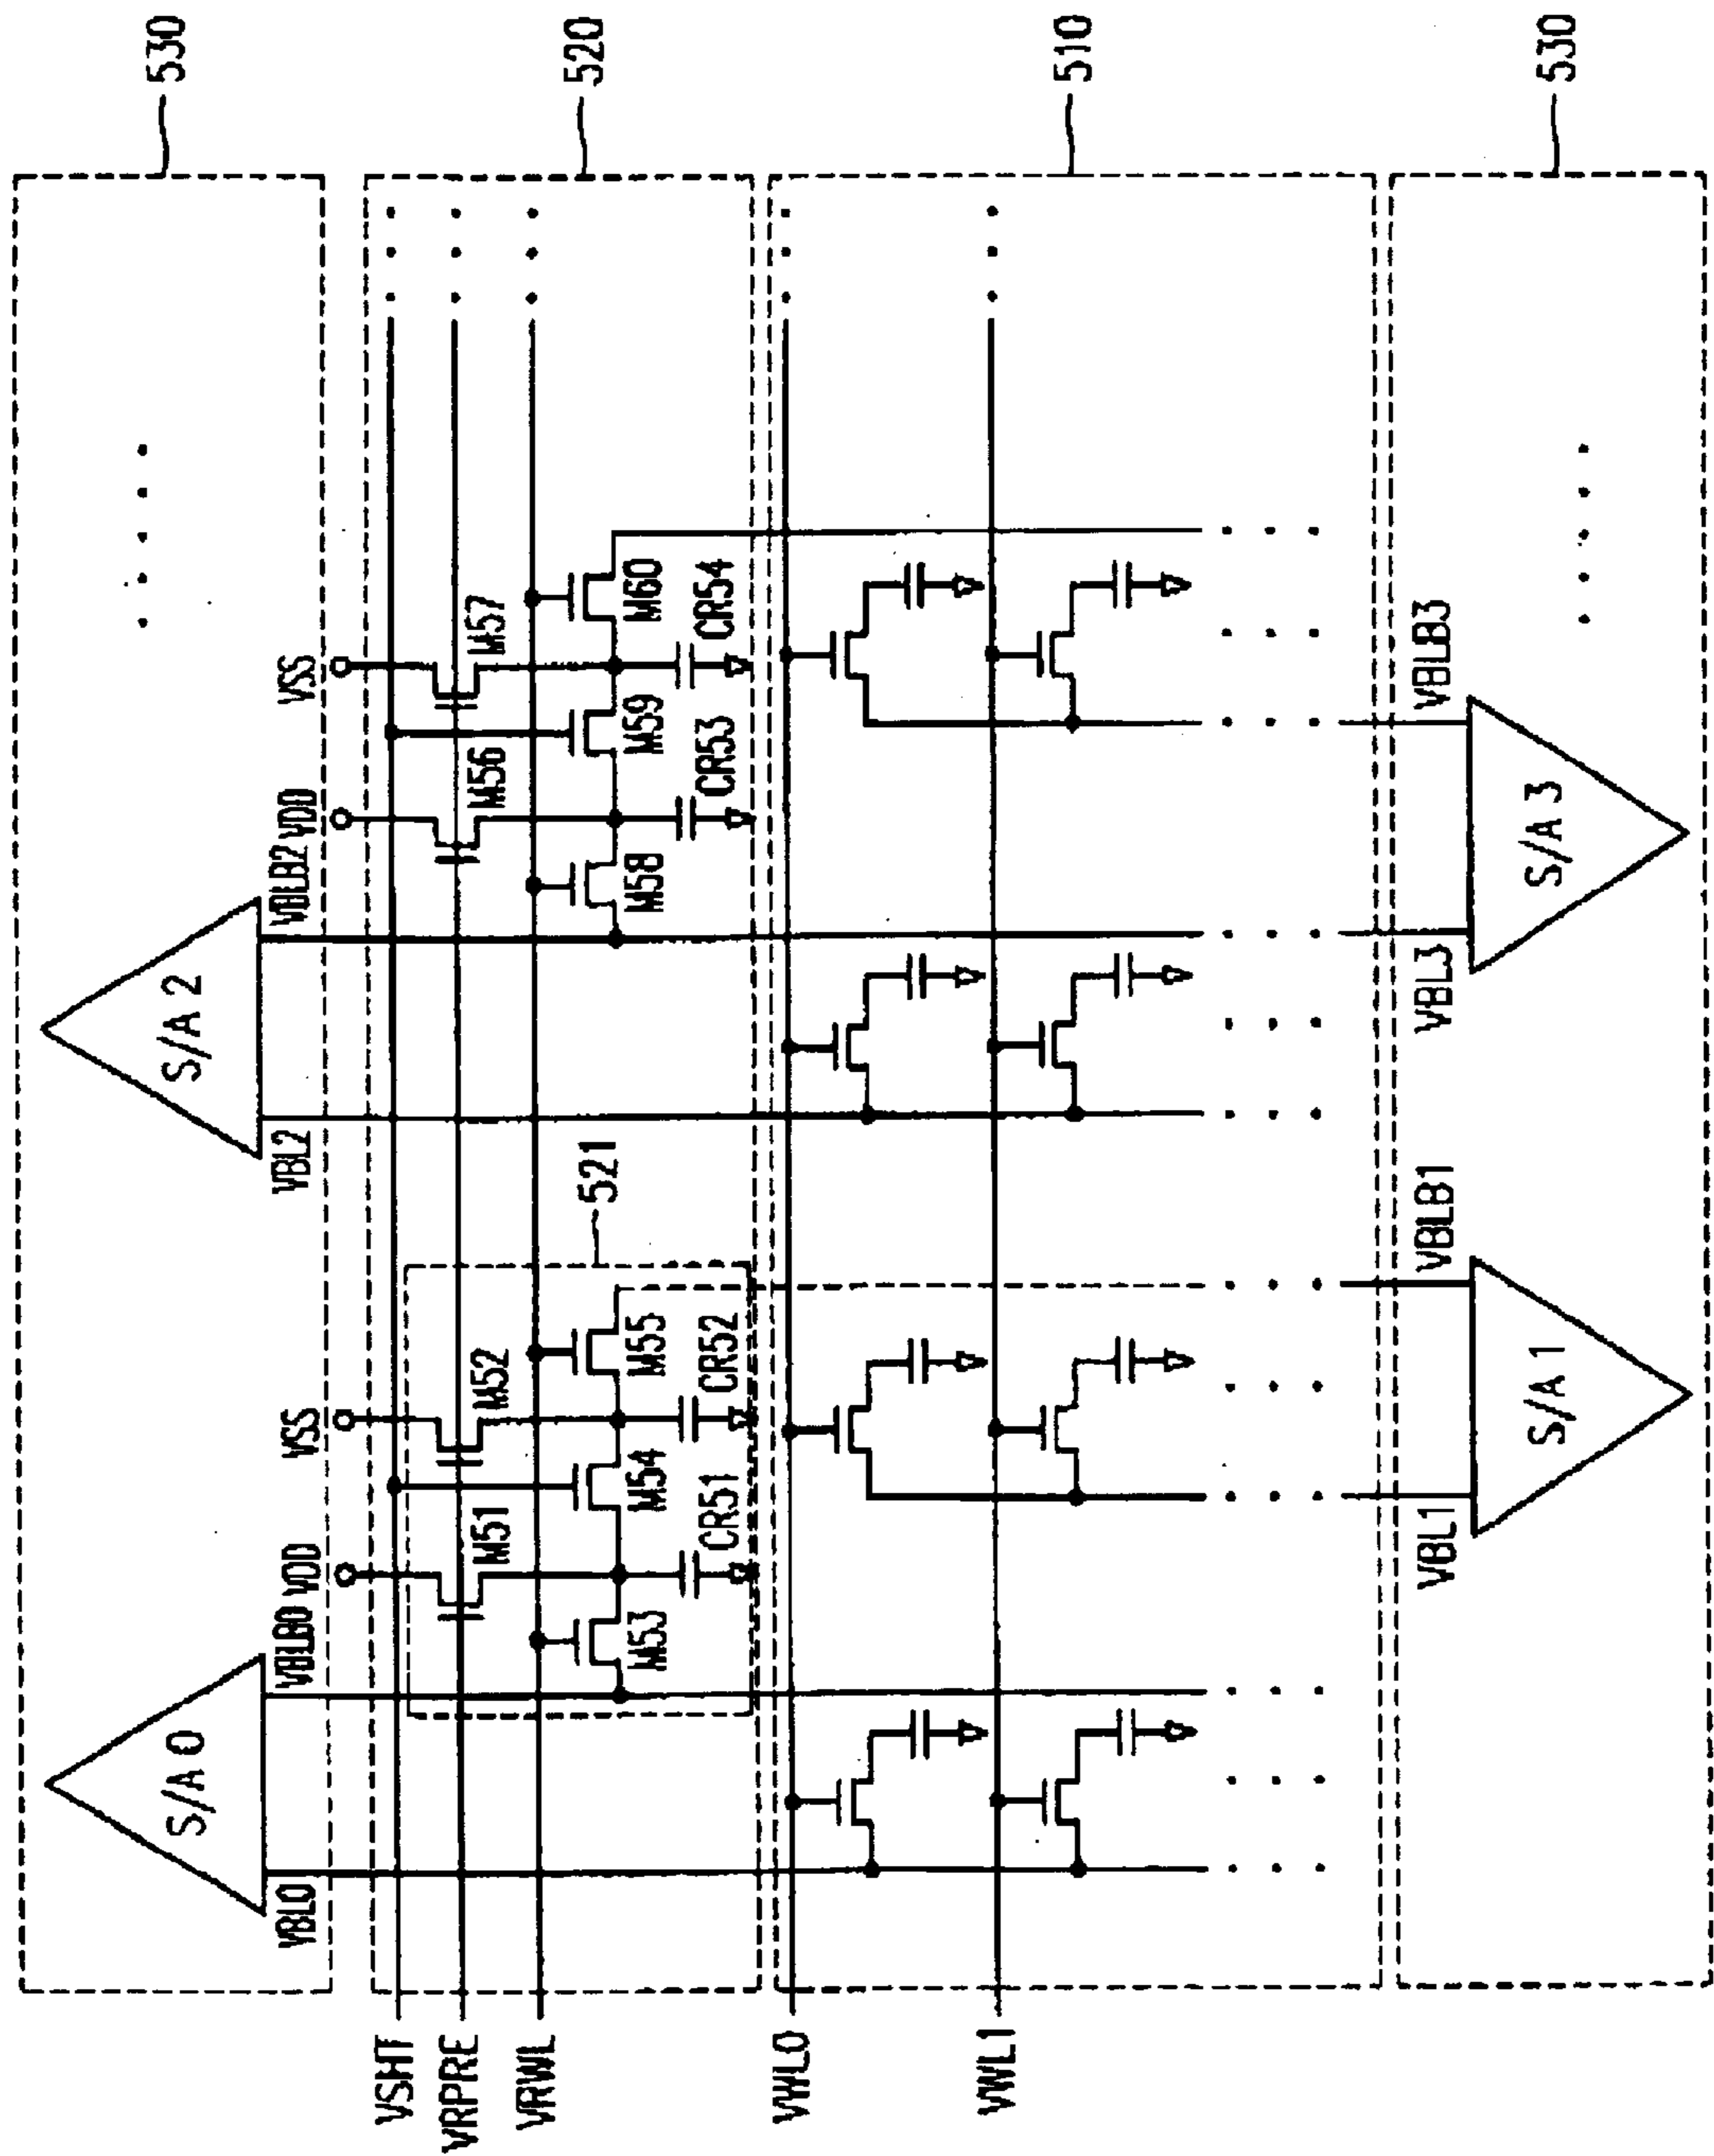 530
520
510
530
S/A 0
S/A 2
VBL0
VBLB0
VDD
VSS
VBL2
VBLB2
VDD
VSS
521
M51
M52
M53
M54
M55
CR51
CR52
M56
M57
M58
M59
M60
CR53
CR54
VSHT
VRPRE
VRWL
VWL0
VWL1
VBL1
VBLB1
VBL3
VBLB3
S/A 1
S/A 3